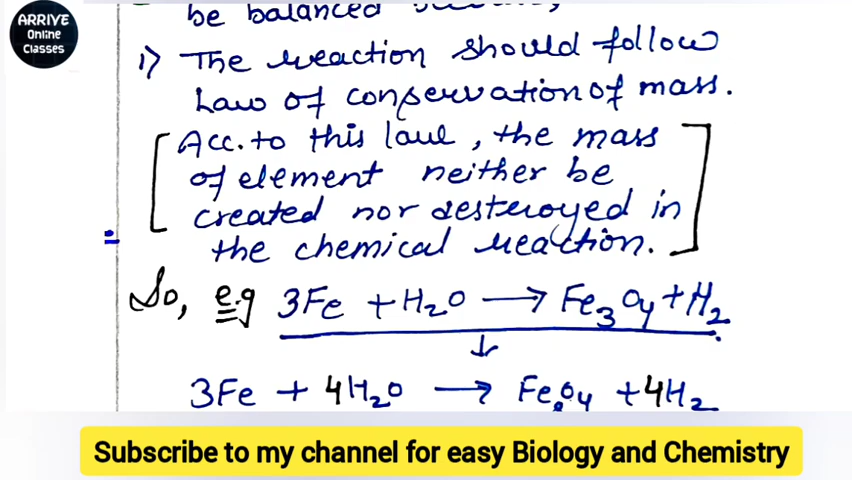 ARRIVE
Online
Classes
be balanced
1) The reaction should follow
Law of conservation of mass.
[Acc. to this law, the mass
of element neither be
created nor destroyed in
the chemical reaction.]
So, e.g 3Fe + H₂O → Fe₃O₄ + H₂
↓
3Fe + 4H₂O → Fe₃O₄ + 4H₂
Subscribe to my channel for easy Biology and Chemistry